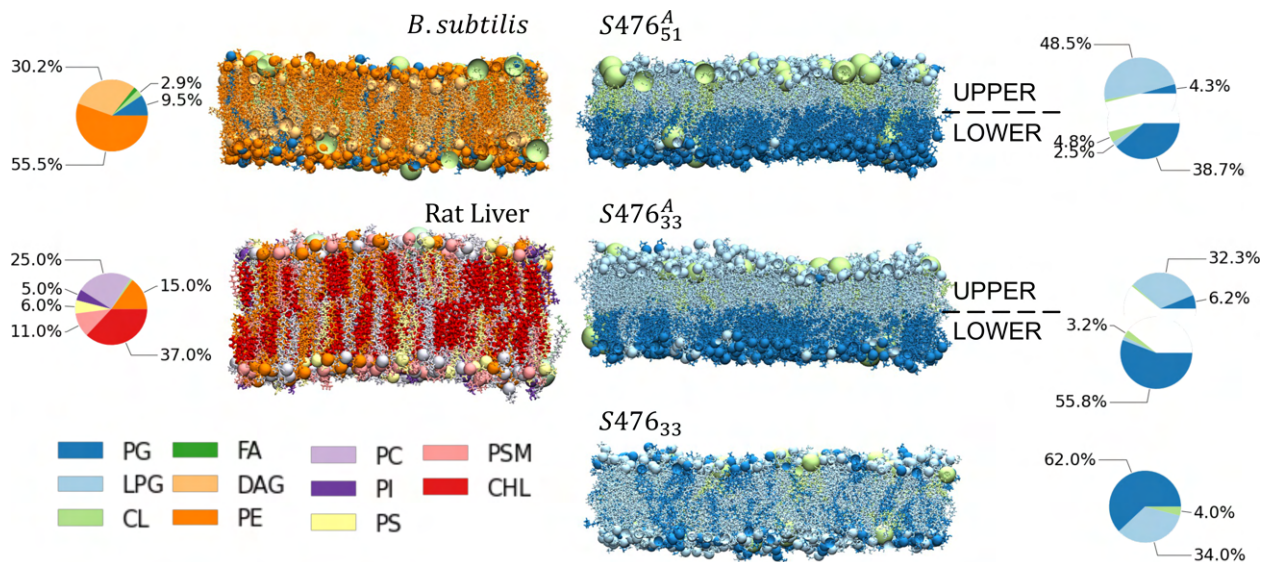 B. subtilis
30.2%
2.9%
9.5%
55.5%
Rat Liver
25.0%
5.0%
6.0%
11.0%
15.0%
37.0%
PG
FA
PC
PSM
LPG
DAG
PI
CHL
CL
PE
PS
S476^A_51
UPPER
LOWER
48.5%
4.3%
4.8%
2.5%
38.7%
S476^A_33
UPPER
LOWER
32.3%
6.2%
3.2%
55.8%
S476_33
62.0%
4.0%
34.0%